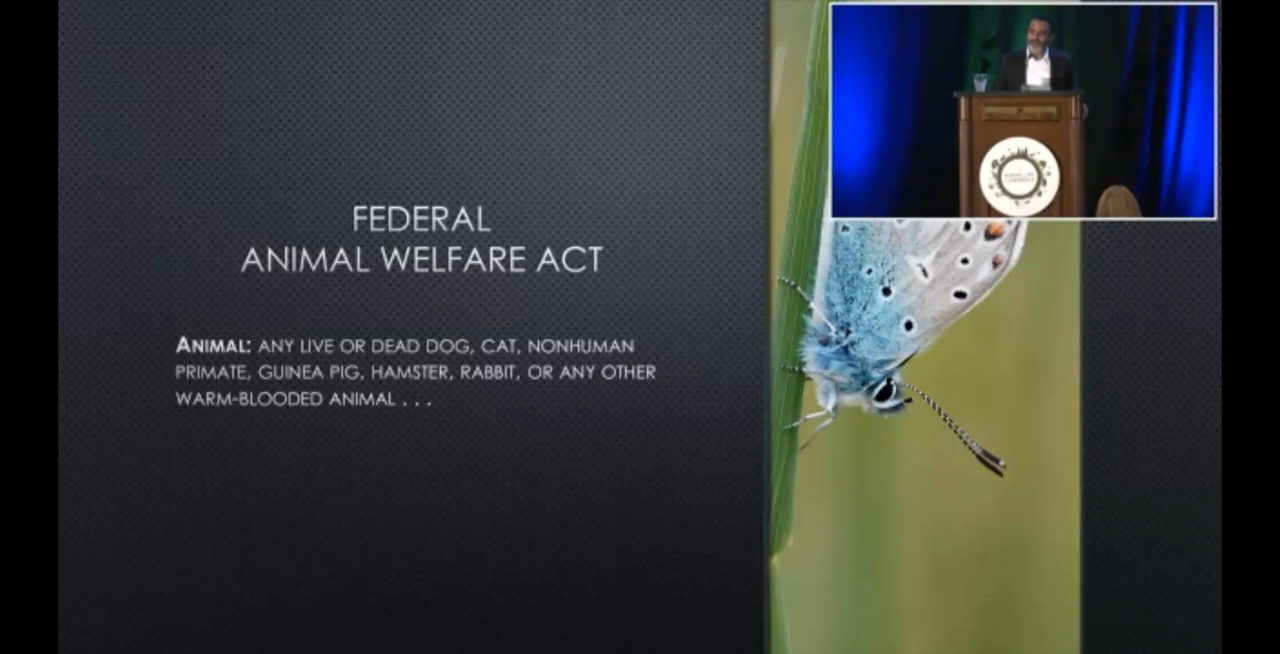 FEDERAL
ANIMAL WELFARE ACT
ANIMAL: ANY LIVE OR DEAD DOG, CAT, NONHUMAN
PRIMATE, GUINEA PIG, HAMSTER, RABBIT, OR ANY OTHER
WARM-BLOODED ANIMAL . . .